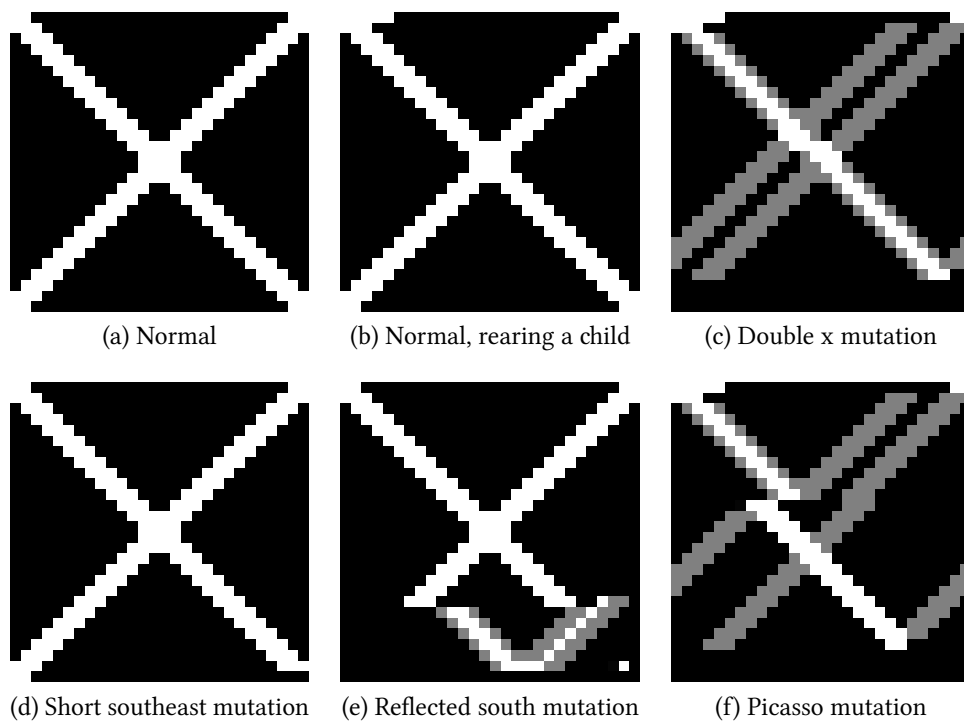 (a) Normal
(b) Normal, rearing a child
(c) Double x mutation
(d) Short southeast mutation
(e) Reflected south mutation
(f) Picasso mutation